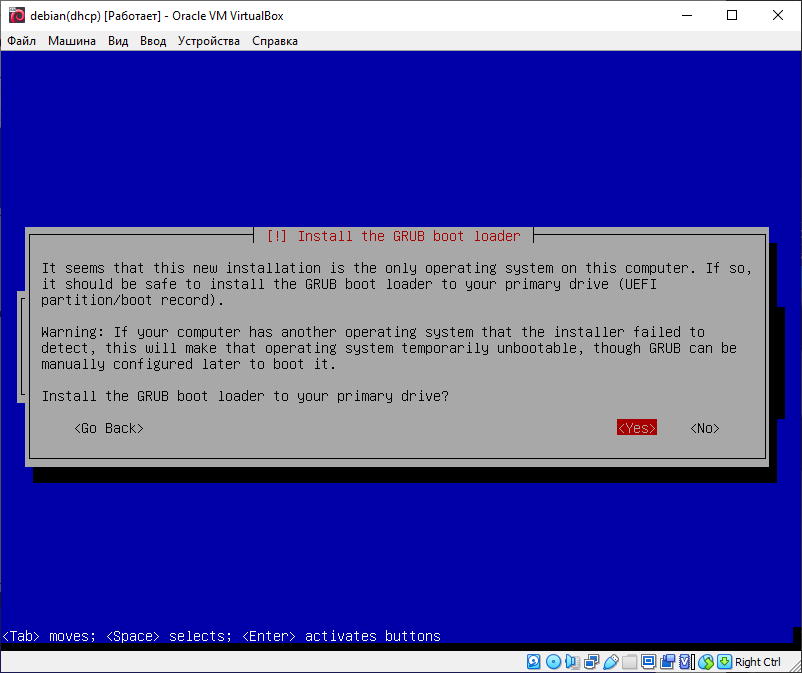 debian(dhcp) [Работает] - Oracle VM VirtualBox
Файл Машина Вид Ввод Устройства Справка
[!] Install the GRUB boot loader
It seems that this new installation is the only operating system on this computer. If so,
it should be safe to install the GRUB boot loader to your primary drive (UEFI
partition/boot record).
Warning: If your computer has another operating system that the installer failed to
detect, this will make that operating system temporarily unbootable, though GRUB can be
manually configured later to boot it.
Install the GRUB boot loader to your primary drive?
<Go Back> <Yes> <No>
<Tab> moves; <Space> selects; <Enter> activates buttons
Right Ctrl